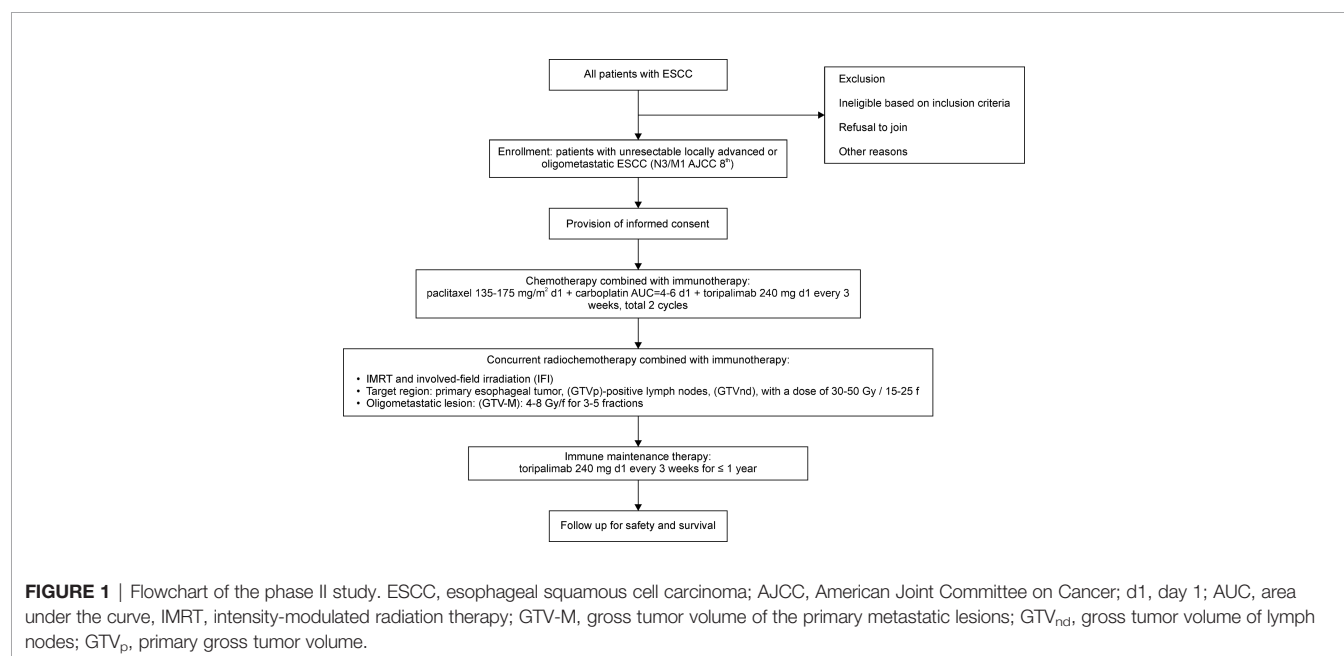 All patients with ESCC
Exclusion
Ineligible based on inclusion criteria
Refusal to join
Other reasons
Enrollment: patients with unresectable locally advanced or
oligometastatic ESCC (N3/M1 AJCC 8th)
Provision of informed consent
Chemotherapy combined with immunotherapy:
paclitaxel 135-175 mg/m² d1 + carboplatin AUC=4-6 d1 + toripalimab 240 mg d1 every 3
weeks, total 2 cycles
Concurrent radiochemotherapy combined with immunotherapy:
• IMRT and involved-field irradiation (IFI)
• Target region: primary esophageal tumor, (GTVp)-positive lymph nodes, (GTVnd), with a dose of 30-50 Gy / 15-25 f
• Oligometastatic lesion: (GTV-M): 4-8 Gy/f for 3-5 fractions
Immune maintenance therapy:
toripalimab 240 mg d1 every 3 weeks for ≤ 1 year
Follow up for safety and survival
FIGURE 1 | Flowchart of the phase II study. ESCC, esophageal squamous cell carcinoma; AJCC, American Joint Committee on Cancer; d1, day 1; AUC, area
under the curve, IMRT, intensity-modulated radiation therapy; GTV-M, gross tumor volume of the primary metastatic lesions; GTVnd, gross tumor volume of lymph
nodes; GTVp, primary gross tumor volume.